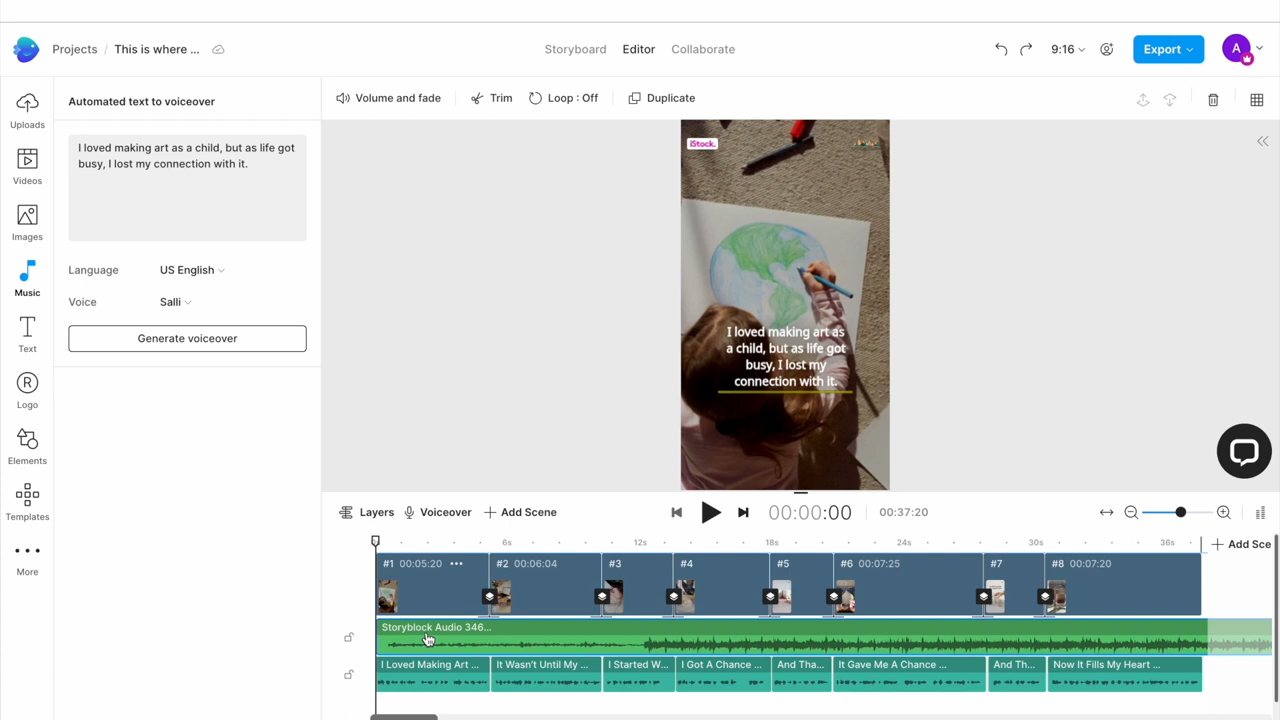 Projects / This is where ...
Storyboard Editor Collaborate
9:16
Export
A
Uploads
Videos
Images
Music
Text
Logo
Elements
Templates
More
Automated text to voiceover
I loved making art as a child, but as life got
busy, I lost my connection with it.
Language US English
Voice Salli
Generate voiceover
Volume and fade Trim Loop : Off Duplicate
iStock.
I loved making art as
a child, but as life got
busy, I lost my
connection with it.
Layers Voiceover + Add Scene
00:00:00 00:37:20
6s 12s 18s 24s 30s 36s + Add Sce
#1 00:05:20 ••• #2 00:06:04 #3 #4 #5 #6 00:07:25 #7 #8 00:07:20
Storyblock Audio 346...
I Loved Making Art ... It Wasn't Until My ... I Started W... I Got A Chance ... And Tha... It Gave Me A Chance ... And Th... Now It Fills My Heart ...